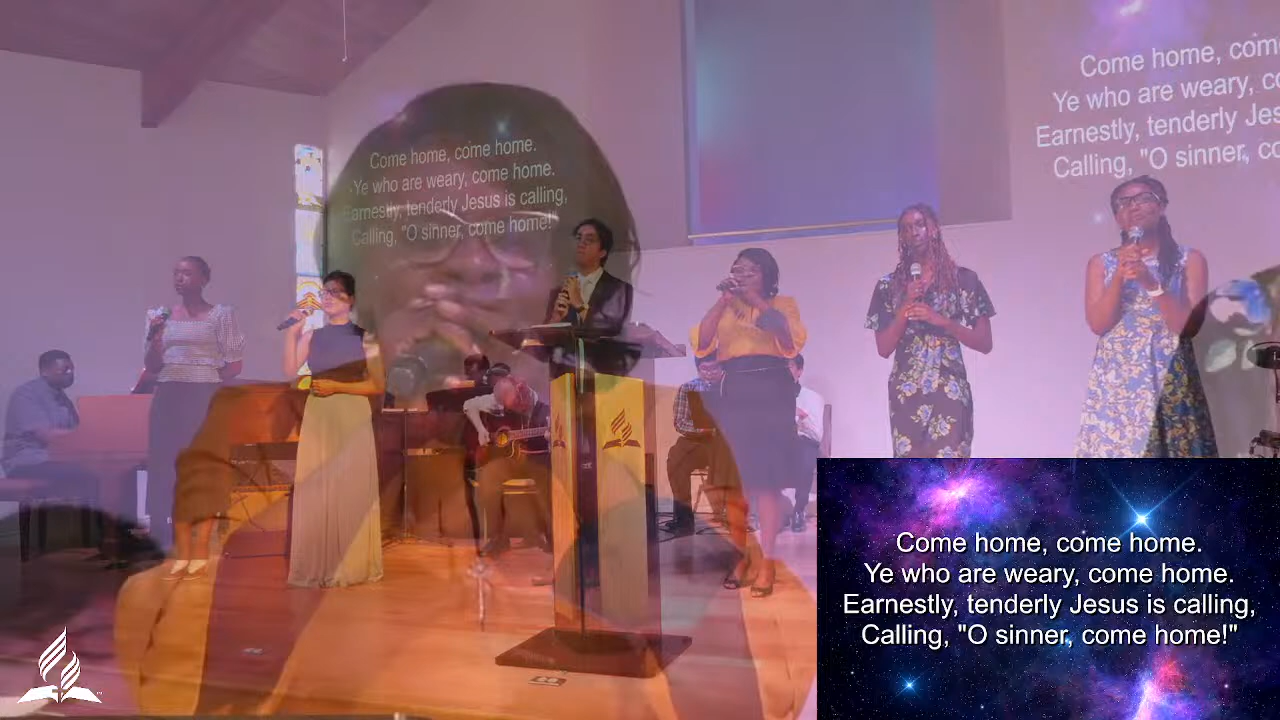 Come home, com
Ye who are weary, co
Earnestly, tenderly Jes
Calling, "O sinner, co
Come home, come home.
Ye who are weary, come home.
Earnestly, tenderly Jesus is calling,
Calling, "O sinner, come home!"
Come home, come home.
Ye who are weary, come home.
Earnestly, tenderly Jesus is calling,
Calling, "O sinner, come home!"